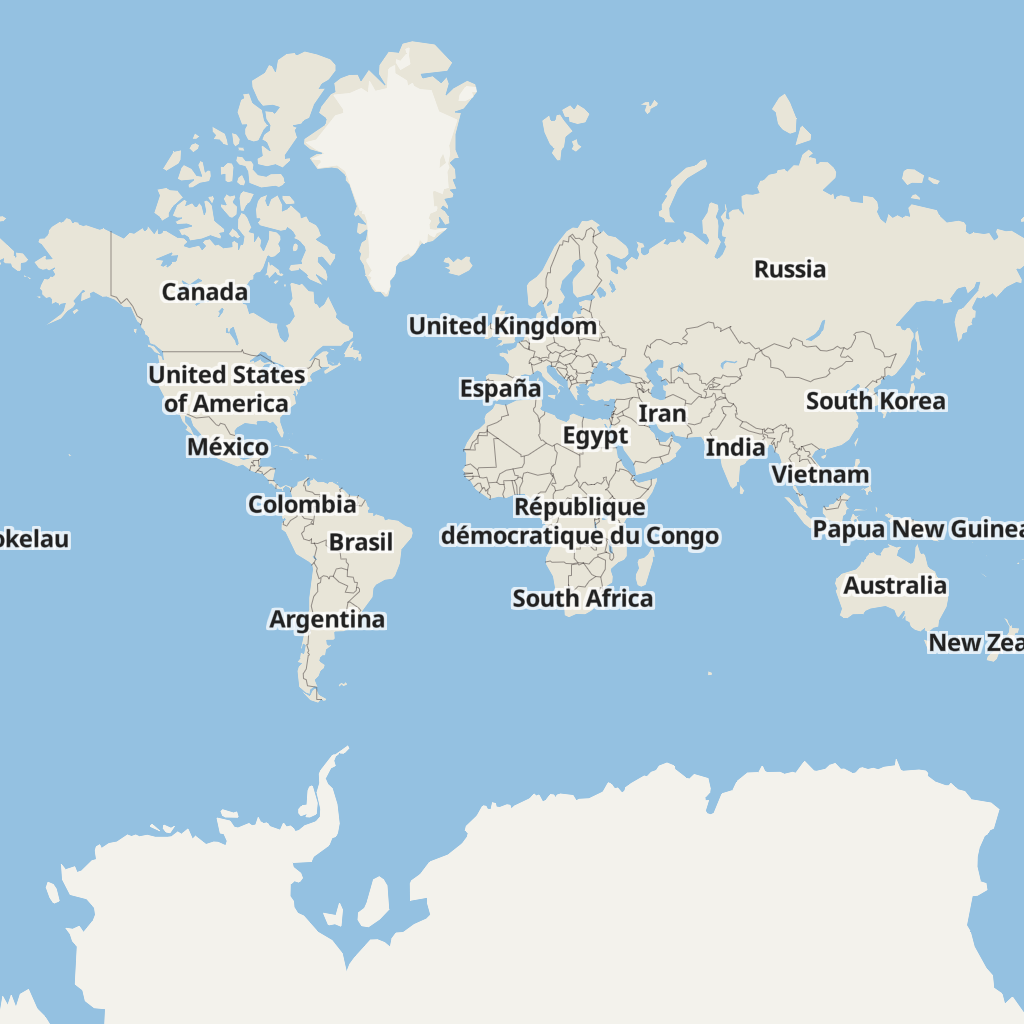 Russia
Canada
United Kingdom
United States
of America
España
South Korea
Iran
Egypt
México
India
Vietnam
Colombia
République
démocratique du Congo
Papua New Guinea
okelau
Brasil
Australia
South Africa
Argentina
New Zea